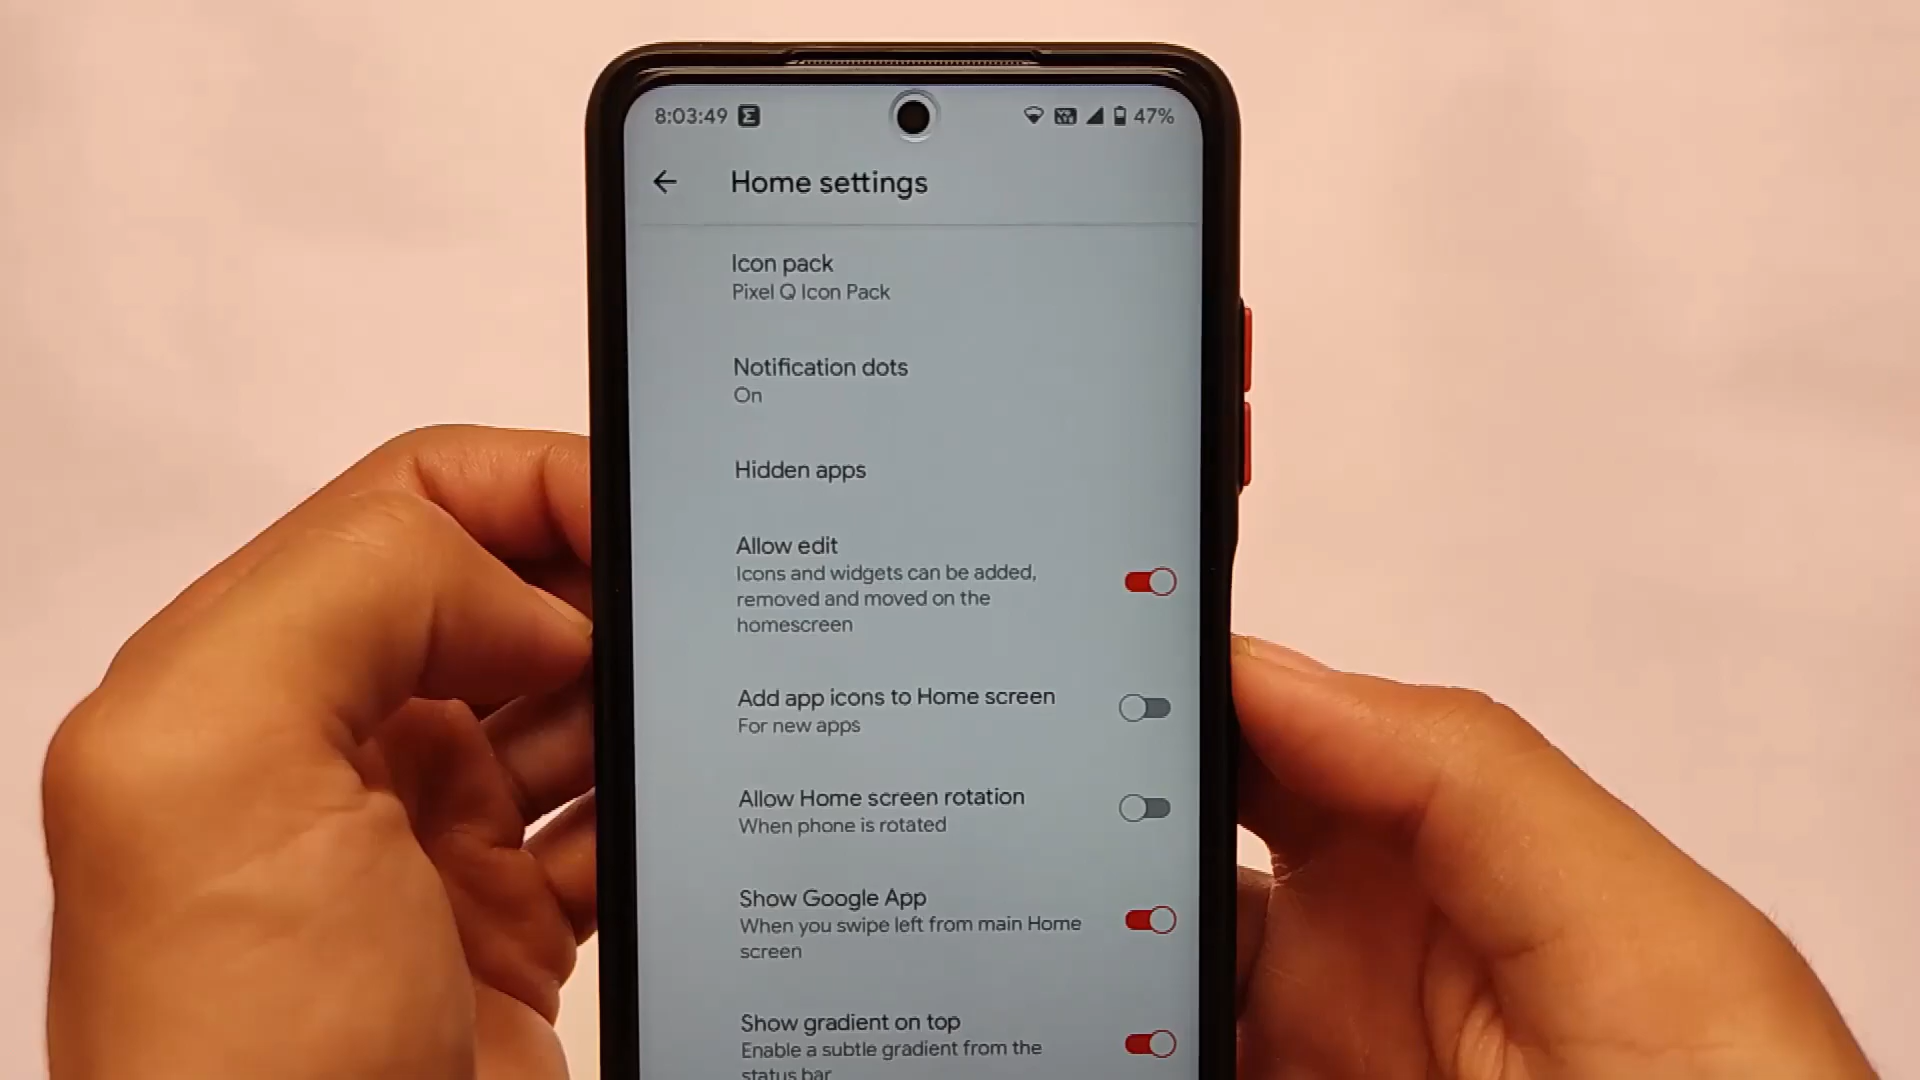 8:03:49 Σ 47%
Home settings
Icon pack
Pixel Q Icon Pack
Notification dots
On
Hidden apps
Allow edit
Icons and widgets can be added,
removed and moved on the
homescreen
Add app icons to Home screen
For new apps
Allow Home screen rotation
When phone is rotated
Show Google App
When you swipe left from main Home
screen
Show gradient on top
Enable a subtle gradient from the
status bar